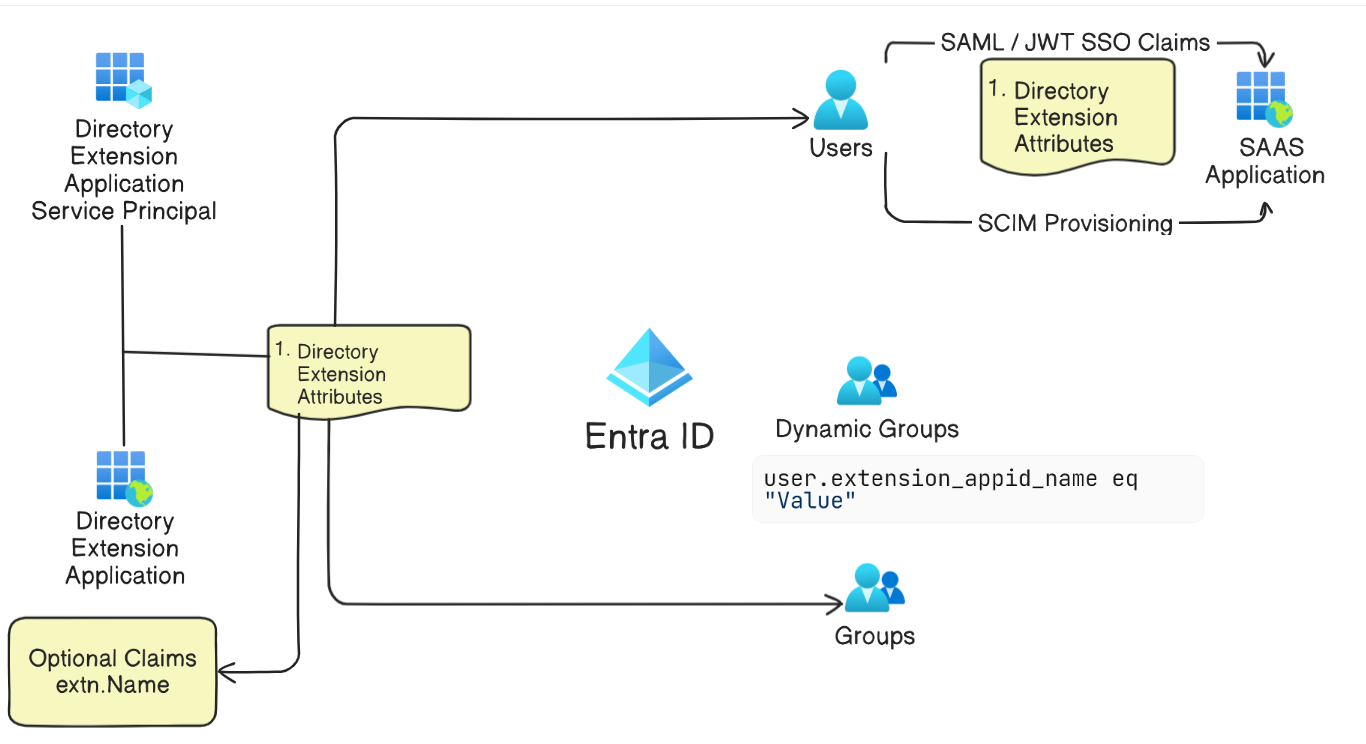 Directory
Extension
Application
Service Principal
SAML / JWT SSO Claims
1. Directory
Extension
Attributes
Users
SAAS
Application
SCIM Provisioning
1. Directory
Extension
Attributes
Entra ID
Dynamic Groups
user.extension_appid_name eq
"Value"
Directory
Extension
Application
Groups
Optional Claims
extn.Name